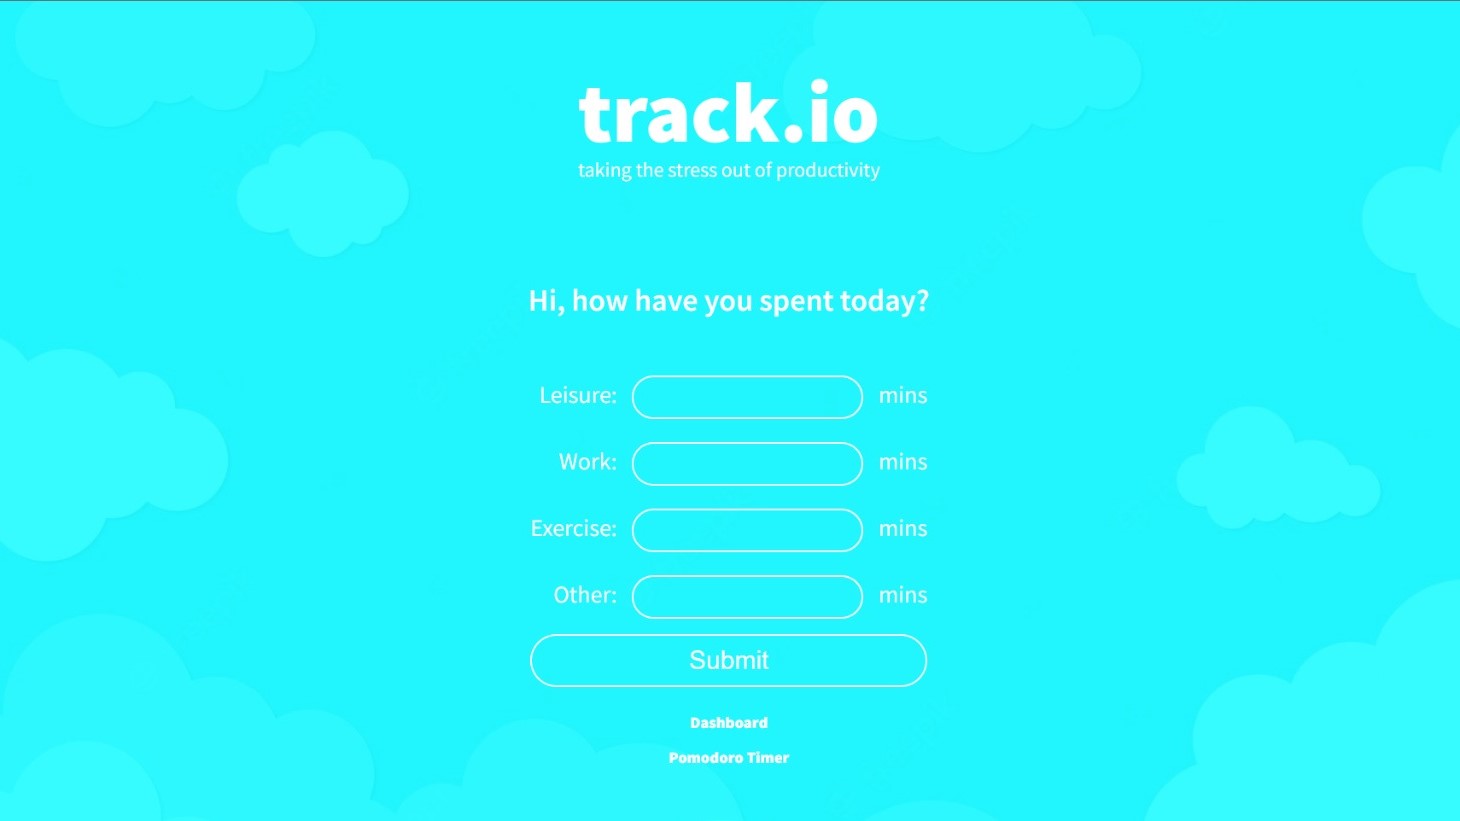 track.io
taking the stress out of productivity
Hi, how have you spent today?
Leisure: mins
Work: mins
Exercise: mins
Other: mins
Submit
Dashboard
Pomodoro Timer